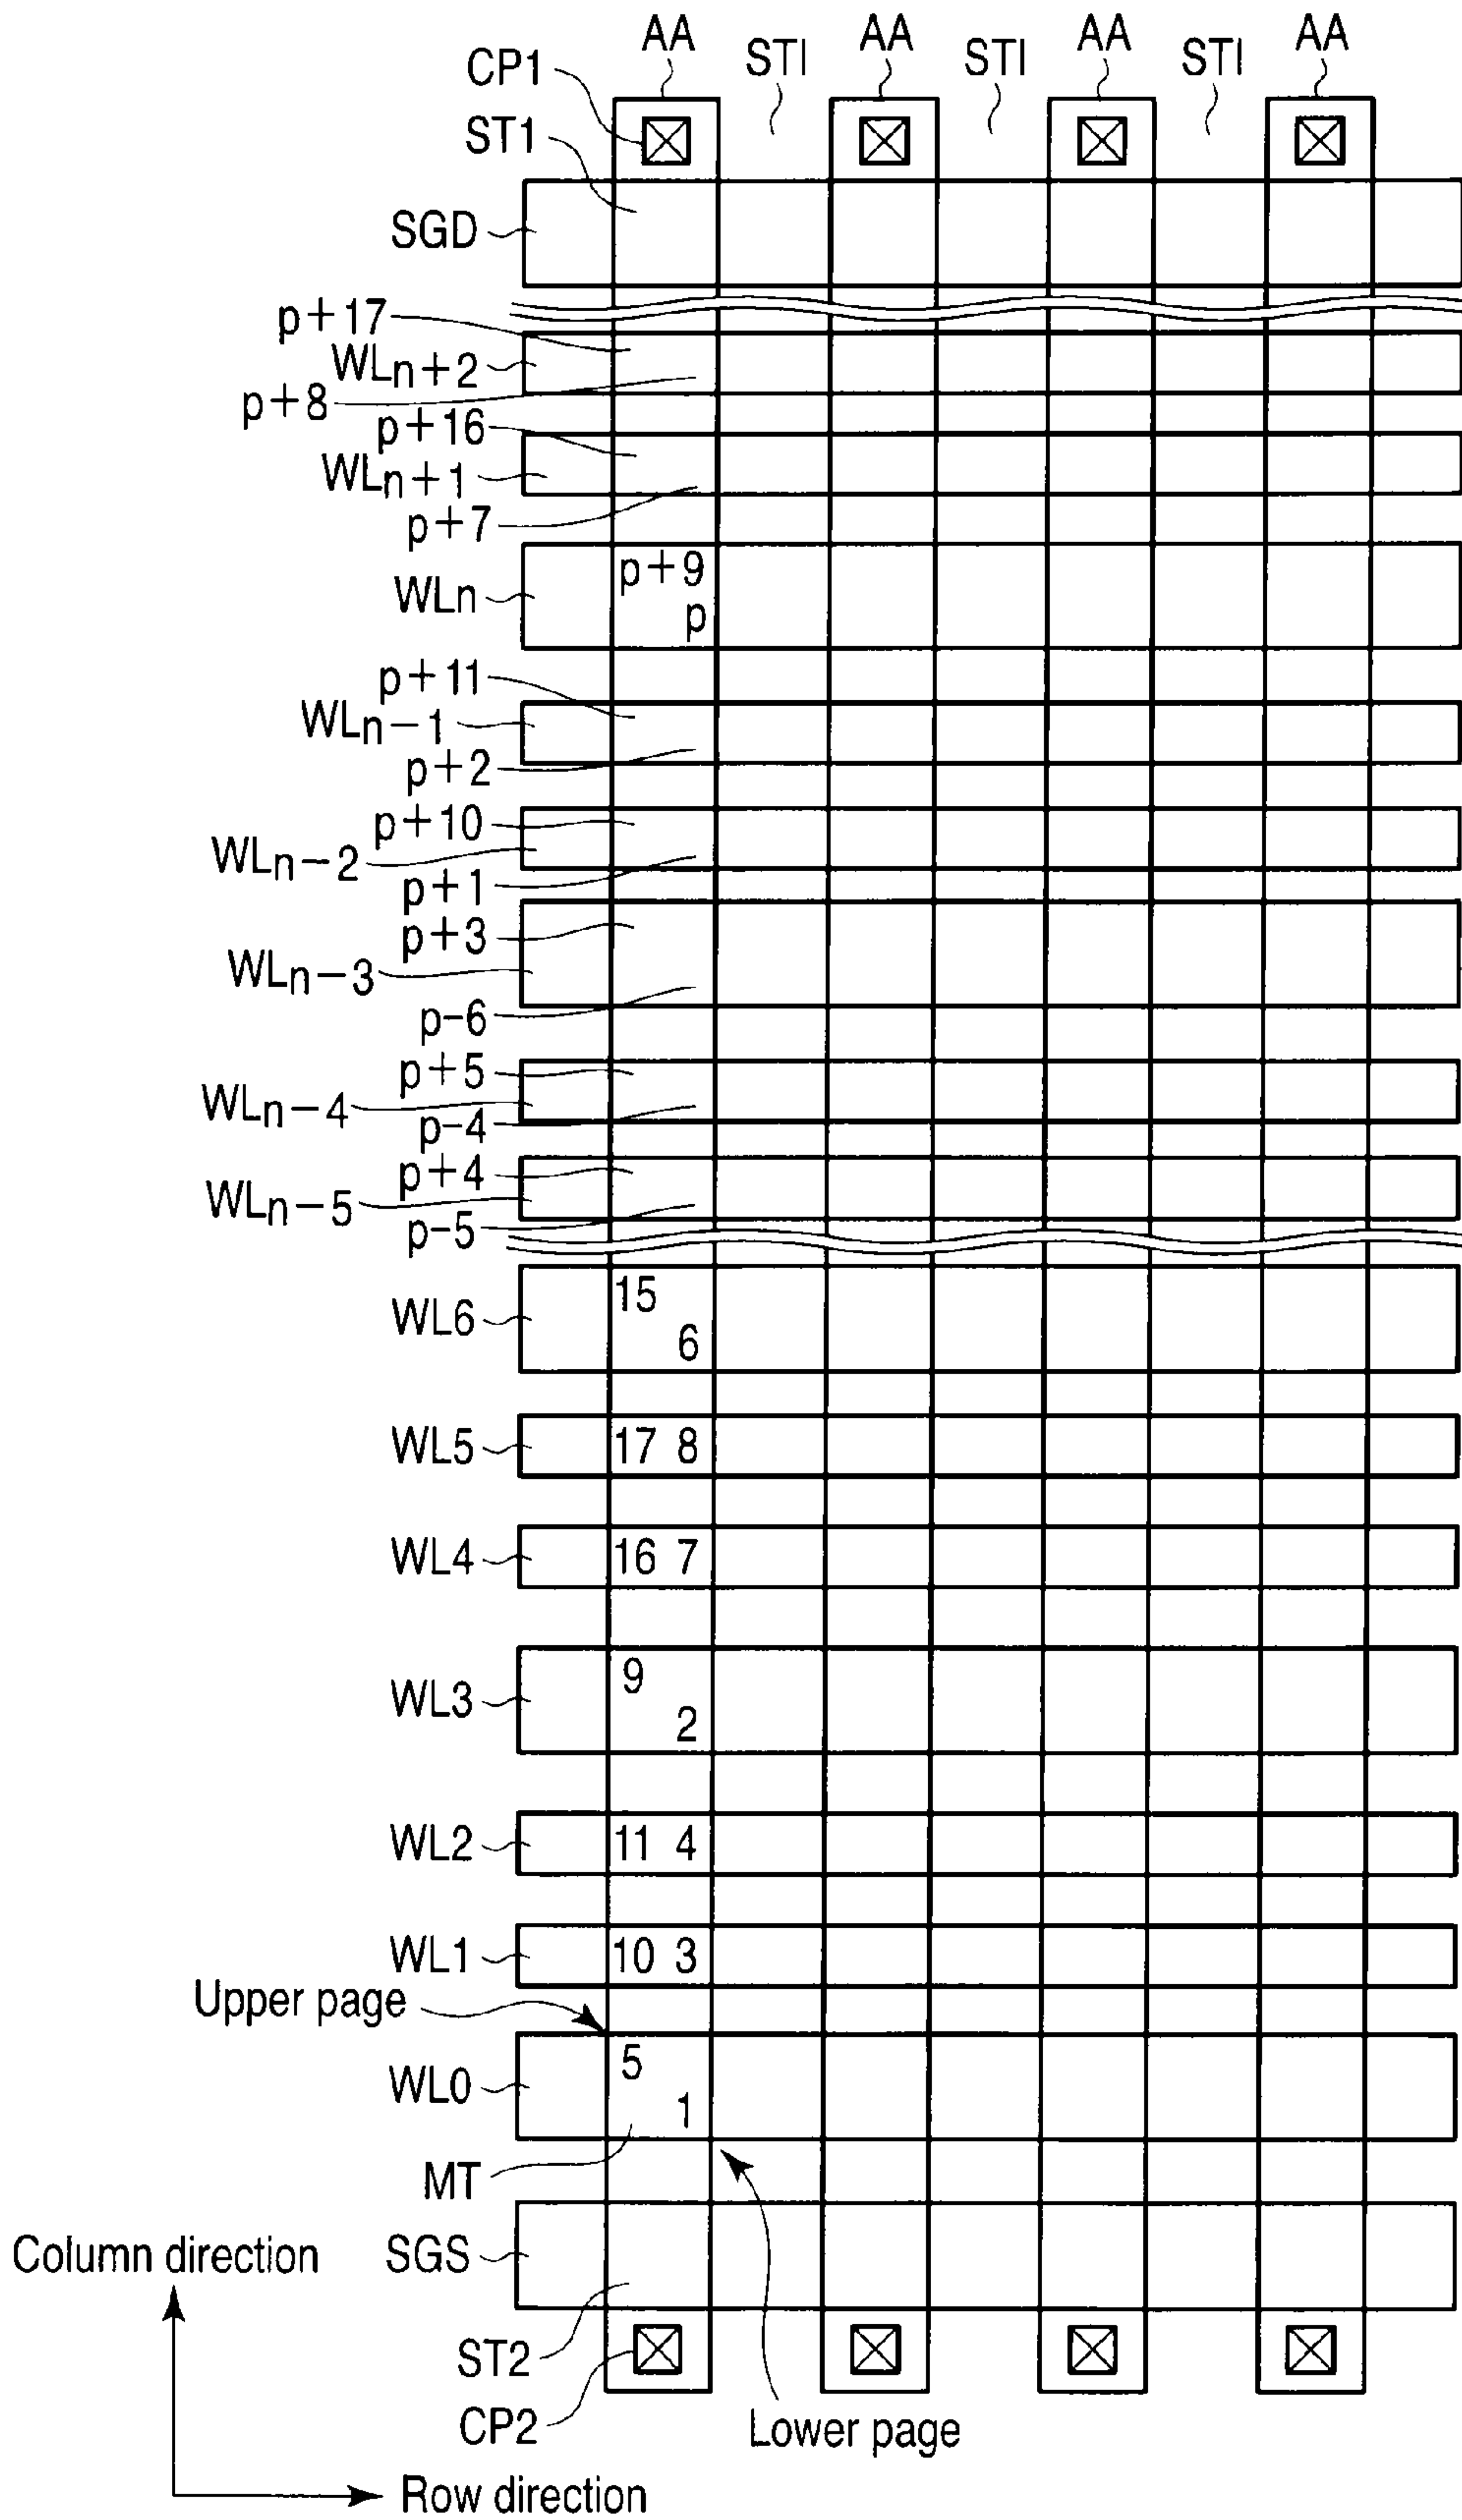 AA
AA
AA
AA
STI
STI
STI
CP1
ST1
SGD
p+17
WLn+2
p+8
p+16
WLn+1
p+7
WLn
p+9
p
p+11
WLn−1
p+2
p+10
WLn−2
p+1
p+3
WLn−3
p-6
p+5
WLn−4
p-4
p+4
WLn−5
p-5
WL6
15
6
WL5
17 8
WL4
16 7
WL3
9
2
WL2
11 4
WL1
10 3
Upper page
WL0
5
1
MT
Column direction
SGS
ST2
CP2
Lower page
Row direction